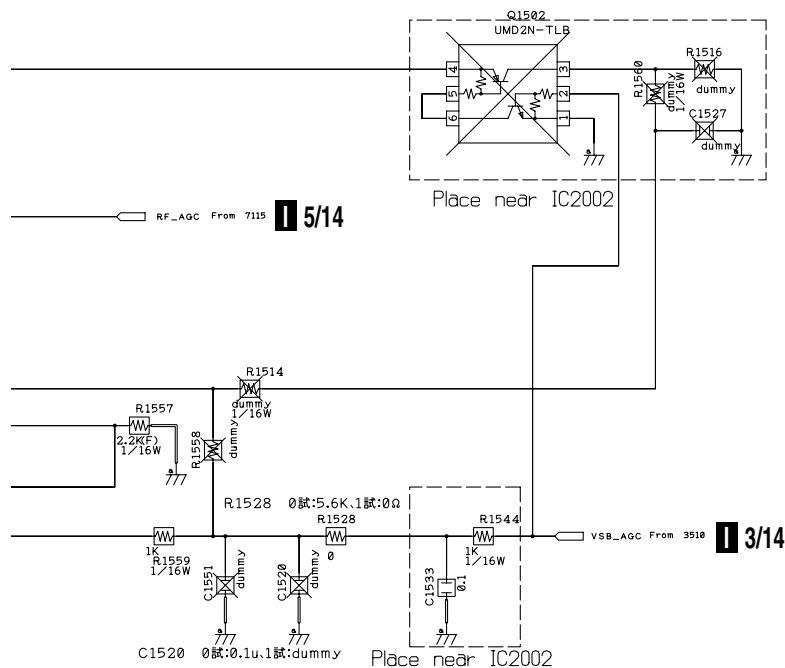 Q1502
UMD2N-TLB
4
5
6
3
2
1
R1560
dummy
1/16W
R1516
dummy
C1527
dummy
a
a
Place near IC2002
RF_AGC From 7115 I 5/14
R1514
dummy
1/16W
R1557
2.2K(F)
1/16W
a
R1558
dummy
R1528 0試:5.6K、1試:0Ω
R1559
1K
1/16W
R1528
0
R1544
1K
1/16W
VSB_AGC From 3510 I 3/14
C1551
dummy
a
C1520
dummy
a
C1533
0.1
a
C1520 0試:0.1u、1試:dummy
Place near IC2002